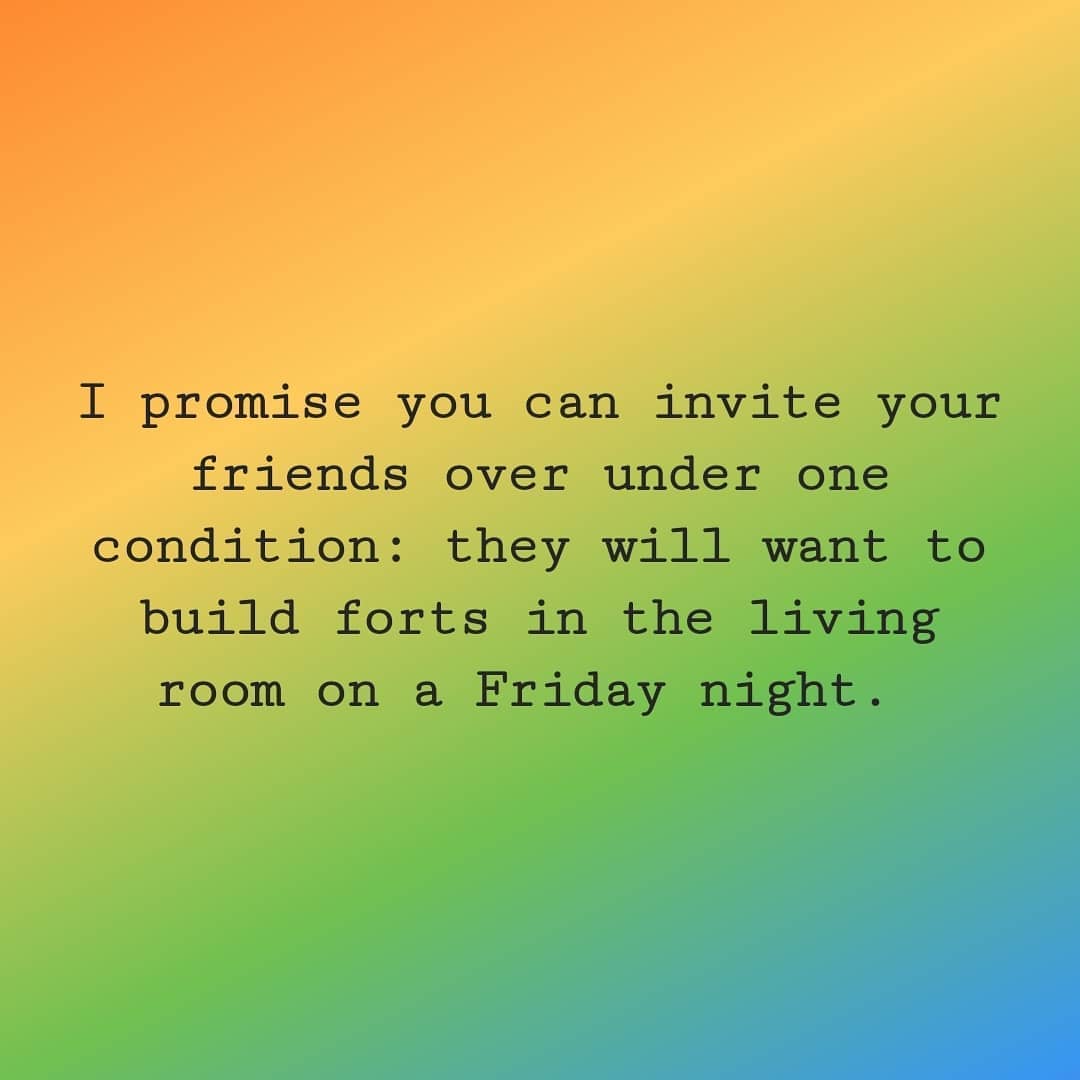 I promise you can invite your
friends over under one
condition: they will want to
build forts in the living
room on a Friday night.